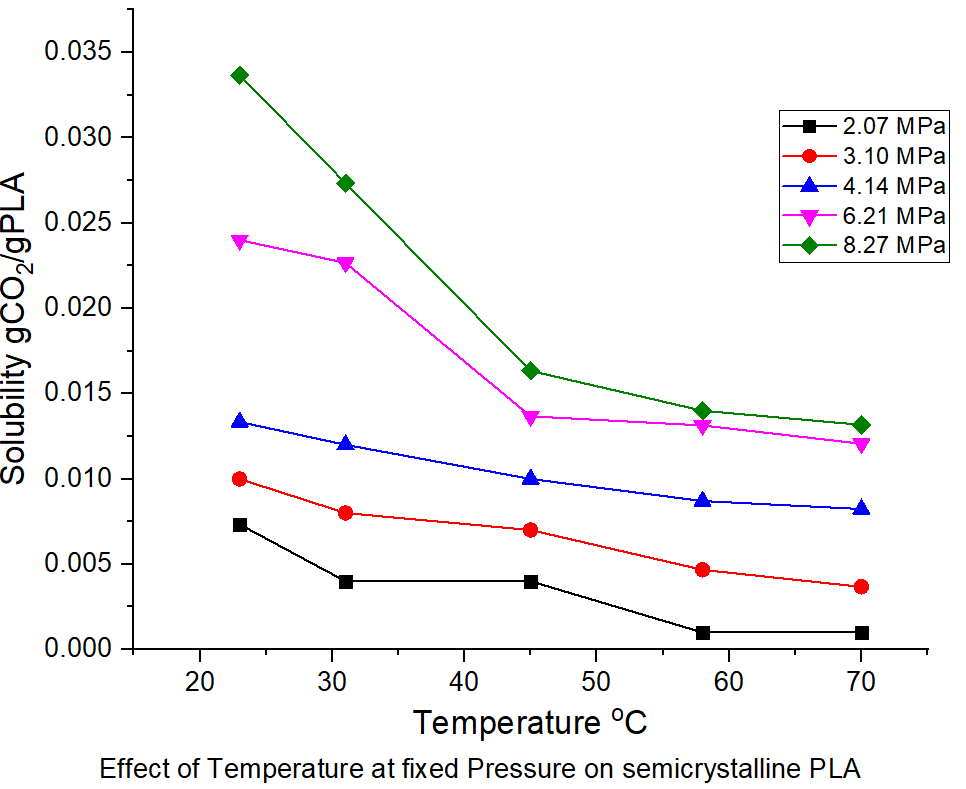 Solubility gCO₂/gPLA
0.035
0.030
0.025
0.020
0.015
0.010
0.005
0.000
2.07 MPa
3.10 MPa
4.14 MPa
6.21 MPa
8.27 MPa
20 30 40 50 60 70
Temperature ºC
Effect of Temperature at fixed Pressure on semicrystalline PLA